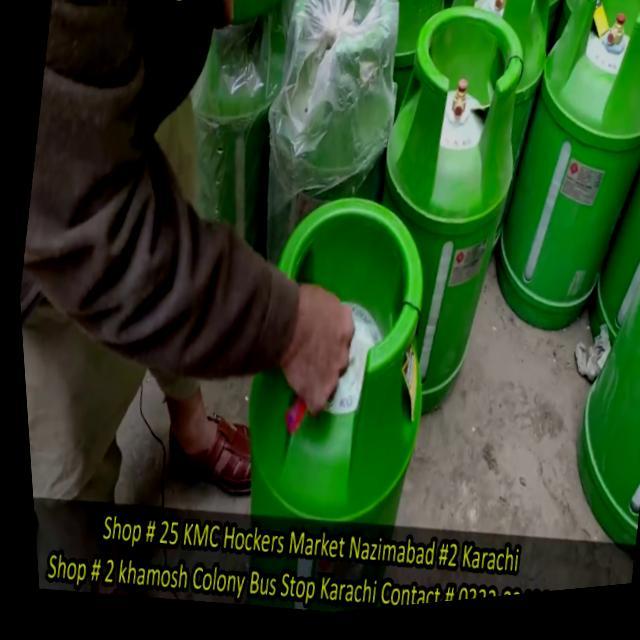 Shop # 25 KMC Hockers Market Nazimabad #2 Karachi
Shop # 2 khamosh Colony Bus Stop Karachi Contact #